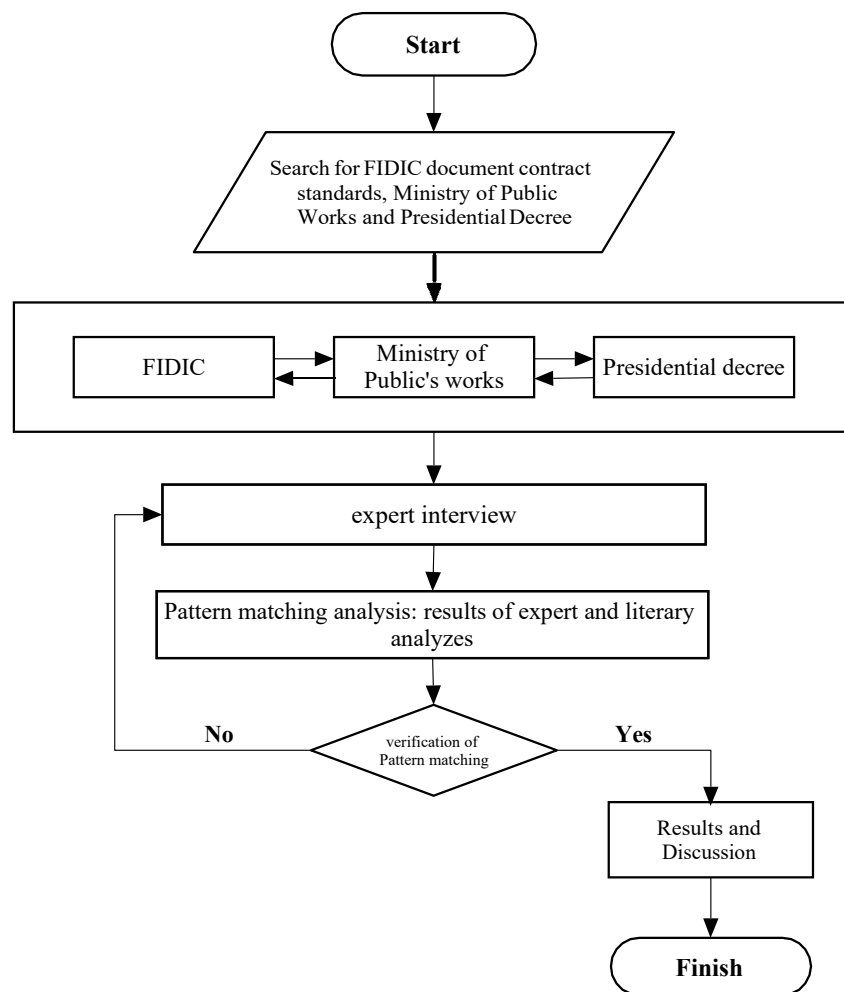 Start
Search for FIDIC document contract
standards, Ministry of Public
Works and Presidential Decree
FIDIC
Ministry of
Public's works
Presidential decree
expert interview
Pattern matching analysis: results of expert and literary
analyzes
No
verification of
Pattern matching
Yes
Results and
Discussion
Finish